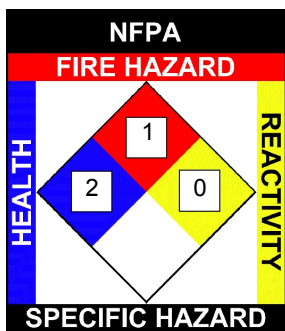 NFPA
FIRE HAZARD
HEALTH
1
2
0
REACTIVITY
SPECIFIC HAZARD